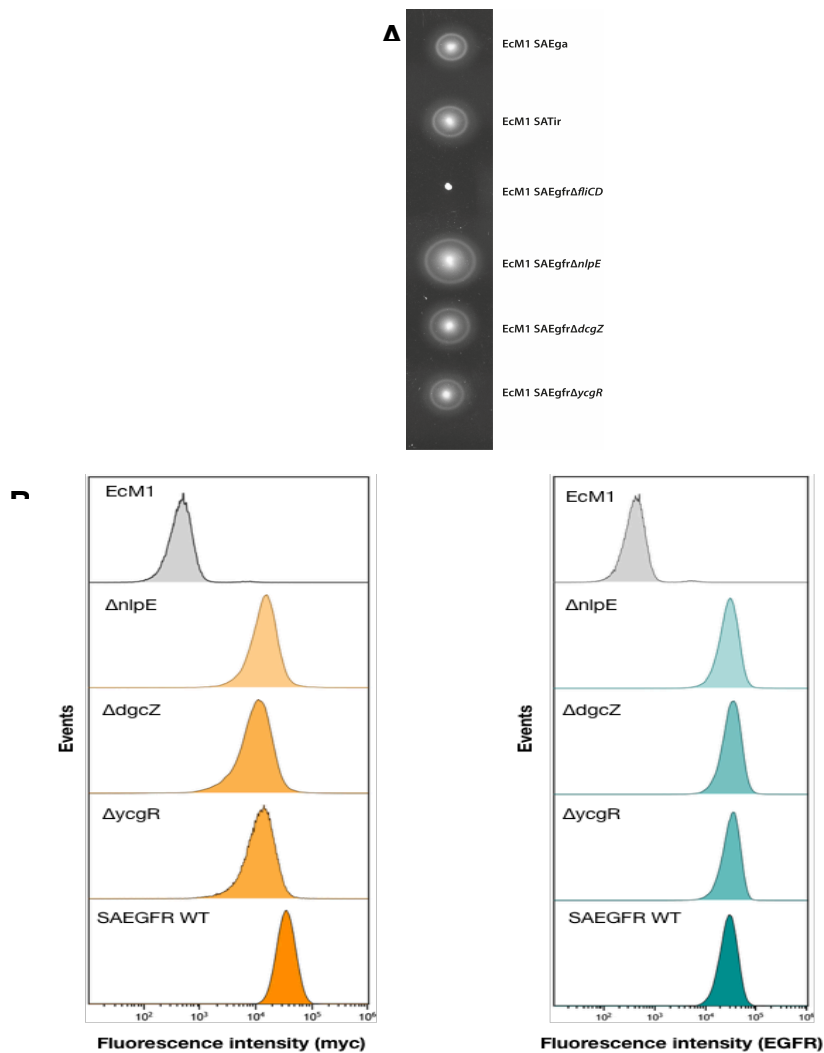 A
EcM1 SAEga
EcM1 SATir
EcM1 SAEgfrΔfliCD
EcM1 SAEgfrΔnlpE
EcM1 SAEgfrΔdcgZ
EcM1 SAEgfrΔycgR
B
EcM1
ΔnlpE
ΔdgcZ
ΔycgR
SAEGFR WT
Events
10² 10³ 10⁴ 10⁵ 10⁶
Fluorescence intensity (myc)
EcM1
ΔnlpE
ΔdgcZ
ΔycgR
SAEGFR WT
Events
10² 10³ 10⁴ 10⁵ 10⁶
Fluorescence intensity (EGFR)